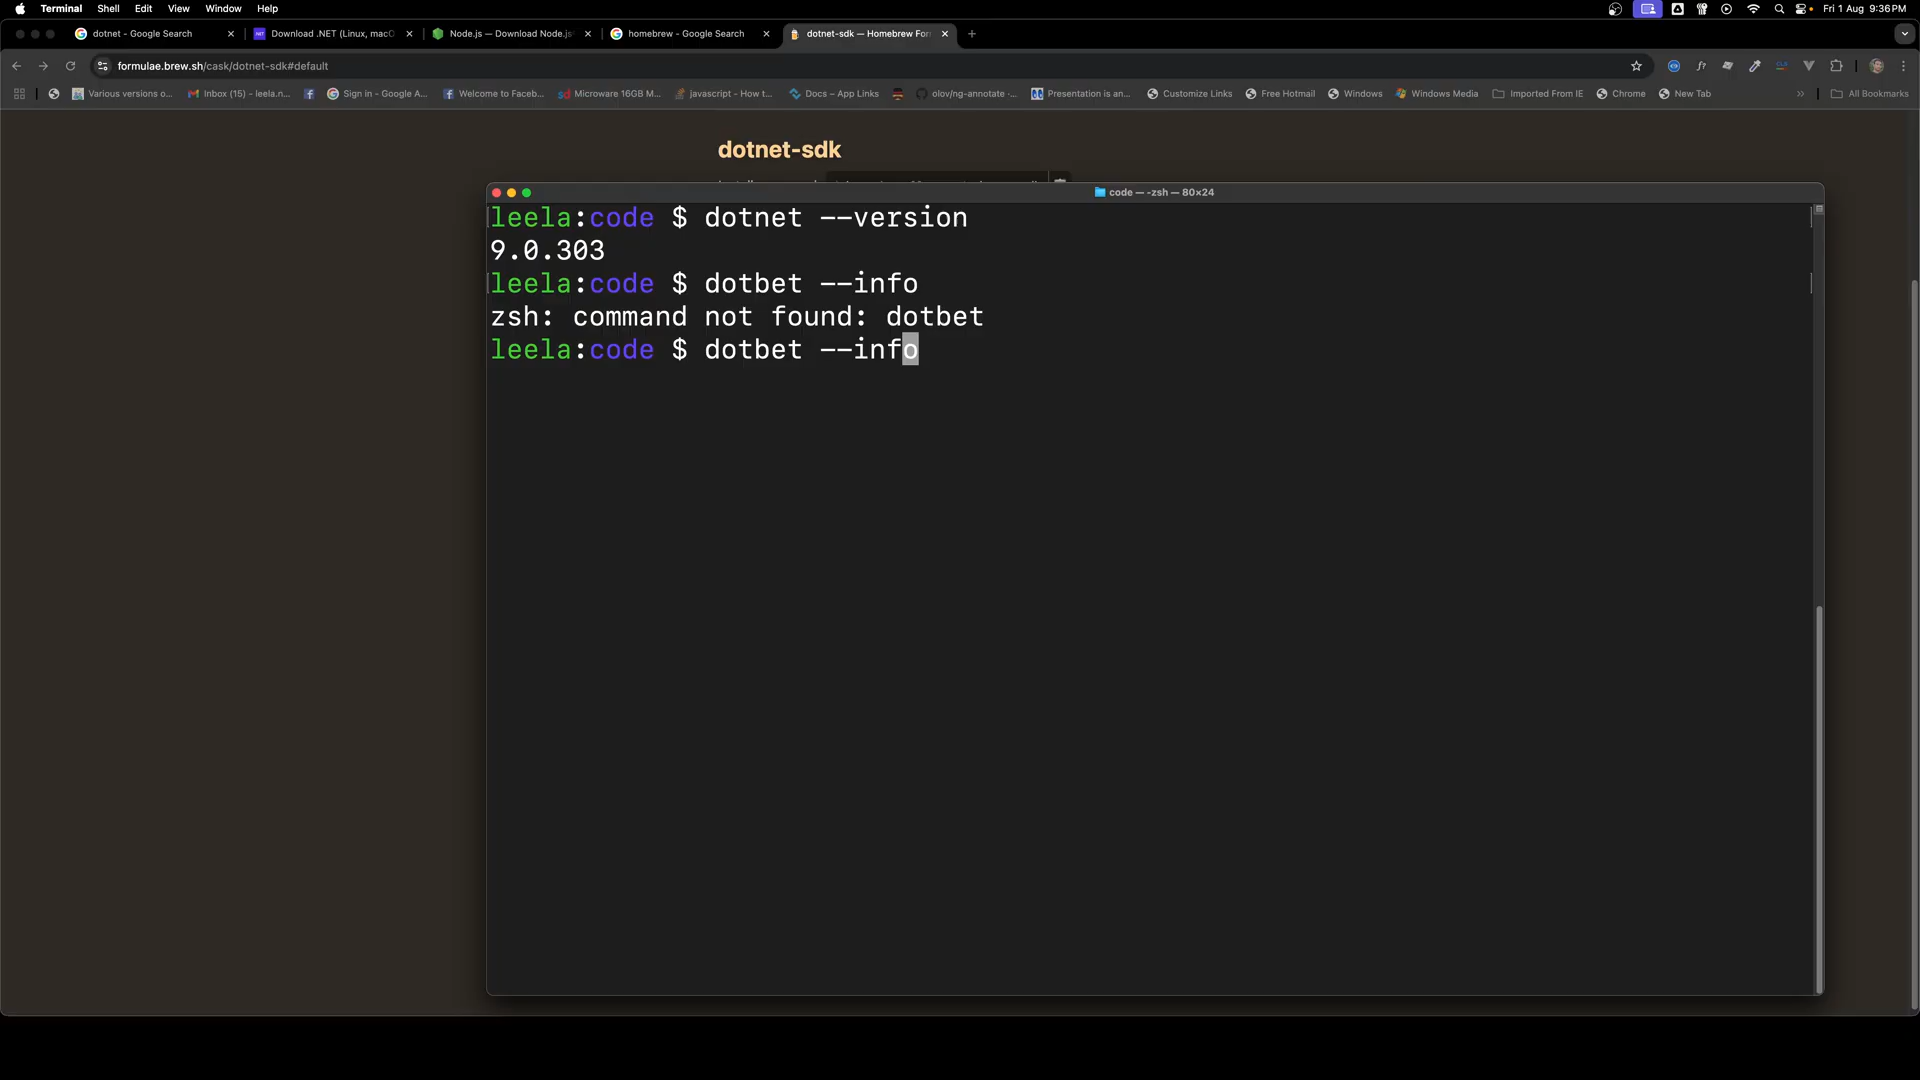 Terminal Shell Edit View Window Help Fri 1 Aug 9:36 PM
dotnet - Google Search Download .NET (Linux, macO Node.js — Download Node.js homebrew - Google Search dotnet-sdk — Homebrew For
formulae.brew.sh/cask/dotnet-sdk#default
Various versions o... Inbox (15) - leela.n... Sign in - Google A... Welcome to Faceb... Microware 16GB M... javascript - How t... Docs – App Links olov/ng-annotate -... Presentation is an... Customize Links Free Hotmail Windows Windows Media Imported From IE Chrome New Tab All Bookmarks
dotnet-sdk
code — -zsh — 80×24
leela:code $ dotnet --version
9.0.303
leela:code $ dotbet --info
zsh: command not found: dotbet
leela:code $ dotbet --info